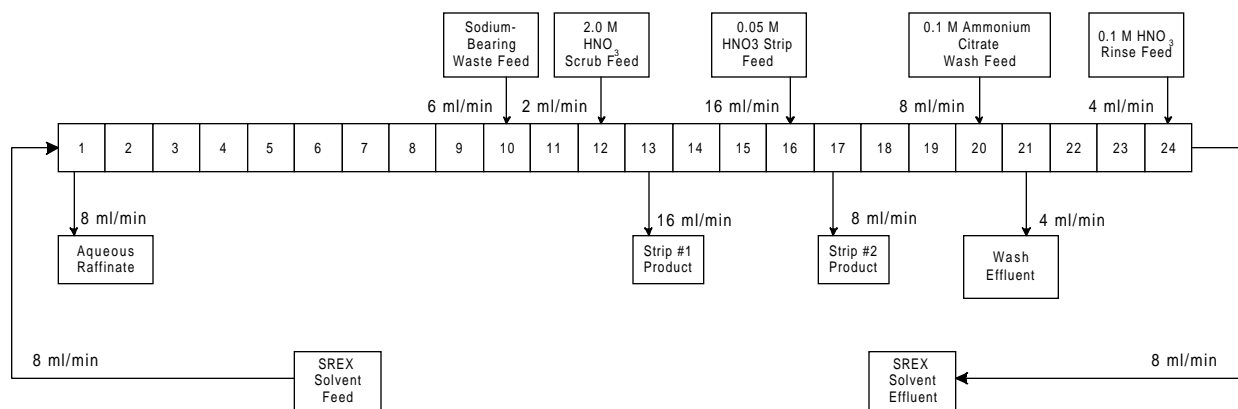 Sodium-
Bearing
Waste Feed
2.0 M
HNO3
Scrub Feed
0.05 M
HNO3 Strip
Feed
0.1 M Ammonium
Citrate
Wash Feed
0.1 M HNO3
Rinse Feed
6 ml/min
2 ml/min
16 ml/min
8 ml/min
4 ml/min
1 2 3 4 5 6 7 8 9 10 11 12 13 14 15 16 17 18 19 20 21 22 23 24
8 ml/min
16 ml/min
8 ml/min
4 ml/min
Aqueous
Raffinate
Strip #1
Product
Strip #2
Product
Wash
Effluent
8 ml/min
SREX
Solvent
Feed
SREX
Solvent
Effluent
8 ml/min